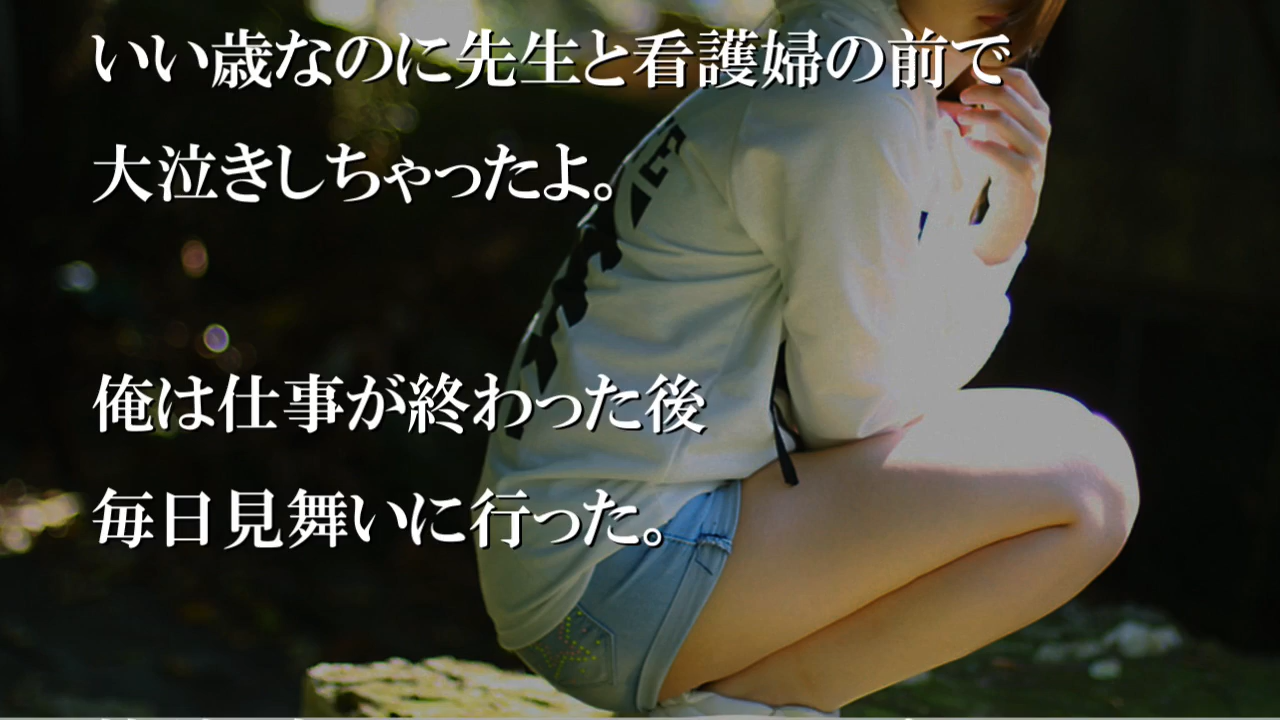 いい歳なのに先生と看護婦の前で
大泣きしちゃったよ。
俺は仕事が終わった後
毎日見舞いに行った。